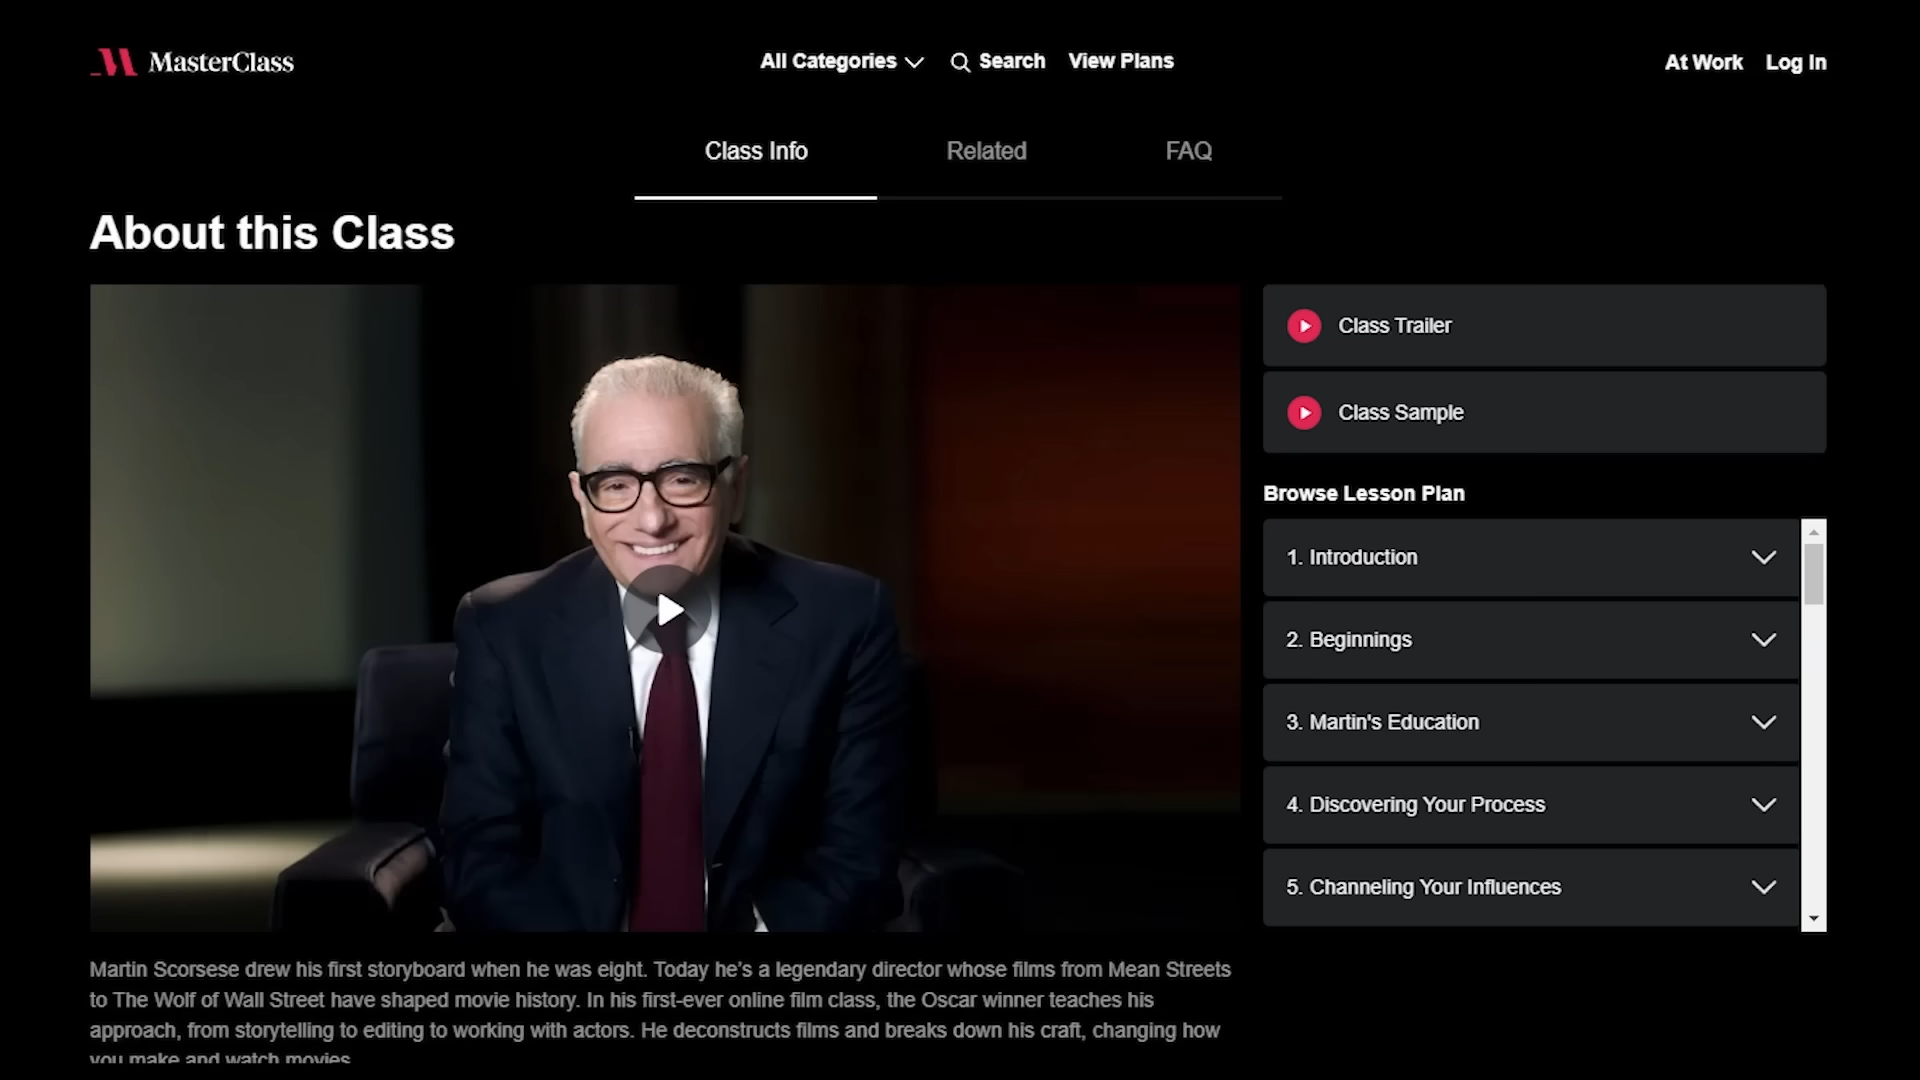 MasterClass
All Categories
Search
View Plans
At Work
Log In
Class Info
Related
FAQ
About this Class
Class Trailer
Class Sample
Browse Lesson Plan
1. Introduction
2. Beginnings
3. Martin's Education
4. Discovering Your Process
5. Channeling Your Influences
Martin Scorsese drew his first storyboard when he was eight. Today he's a legendary director whose films from Mean Streets
to The Wolf of Wall Street have shaped movie history. In his first-ever online film class, the Oscar winner teaches his
approach, from storytelling to editing to working with actors. He deconstructs films and breaks down his craft, changing how
you make and watch movies.